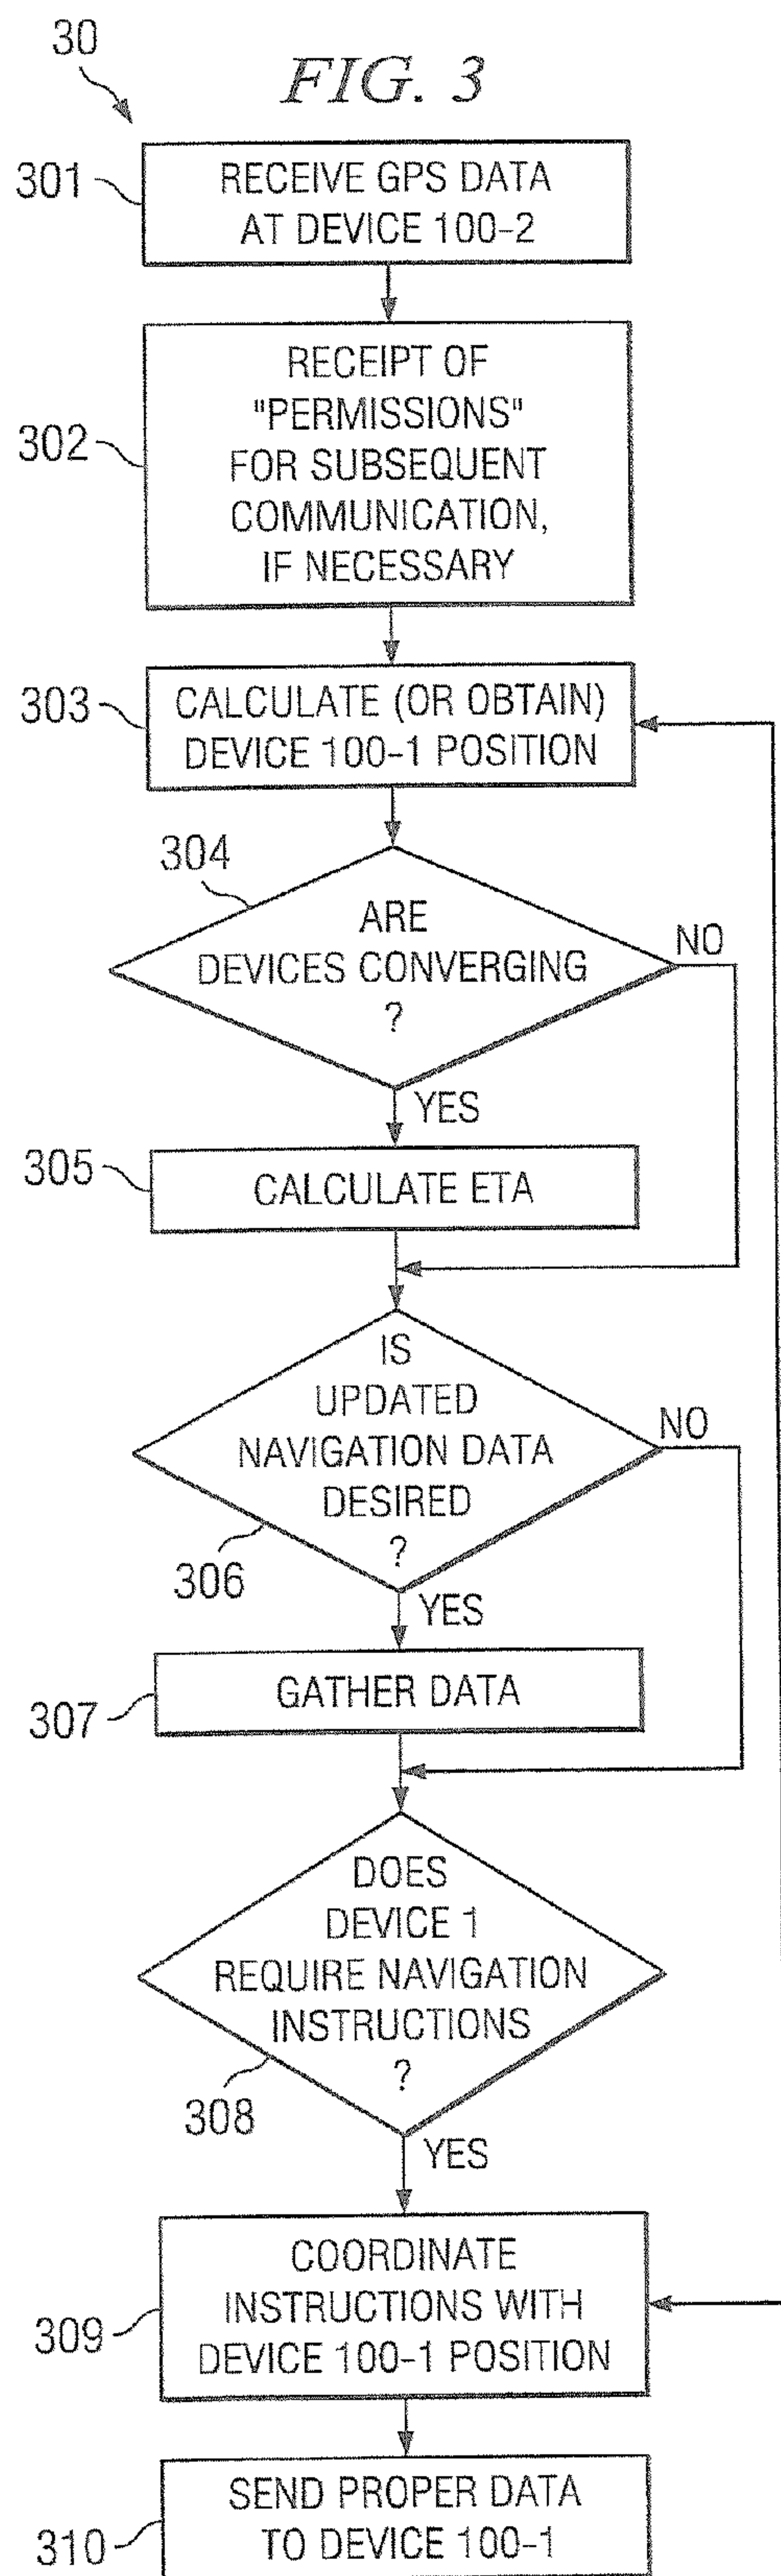 30
FIG. 3
301
RECEIVE GPS DATA
AT DEVICE 100-2
302
RECEIPT OF
"PERMISSIONS"
FOR SUBSEQUENT
COMMUNICATION,
IF NECESSARY
303
CALCULATE (OR OBTAIN)
DEVICE 100-1 POSITION
304
ARE
DEVICES CONVERGING
?
NO
YES
305
CALCULATE ETA
IS
UPDATED
NAVIGATION DATA
DESIRED
?
NO
306
YES
307
GATHER DATA
DOES
DEVICE 1
REQUIRE NAVIGATION
INSTRUCTIONS
?
308
YES
309
COORDINATE
INSTRUCTIONS WITH
DEVICE 100-1 POSITION
310
SEND PROPER DATA
TO DEVICE 100-1